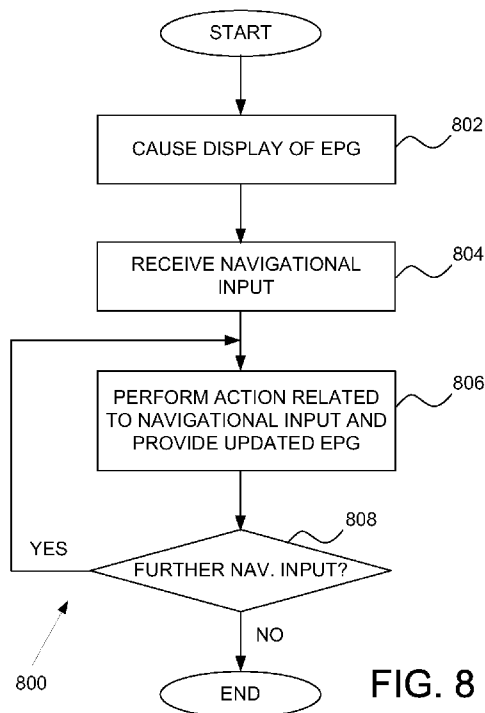 START
CAUSE DISPLAY OF EPG
802
RECEIVE NAVIGATIONAL
INPUT
804
PERFORM ACTION RELATED
TO NAVIGATIONAL INPUT AND
PROVIDE UPDATED EPG
806
808
YES
FURTHER NAV. INPUT?
NO
800
END
FIG. 8